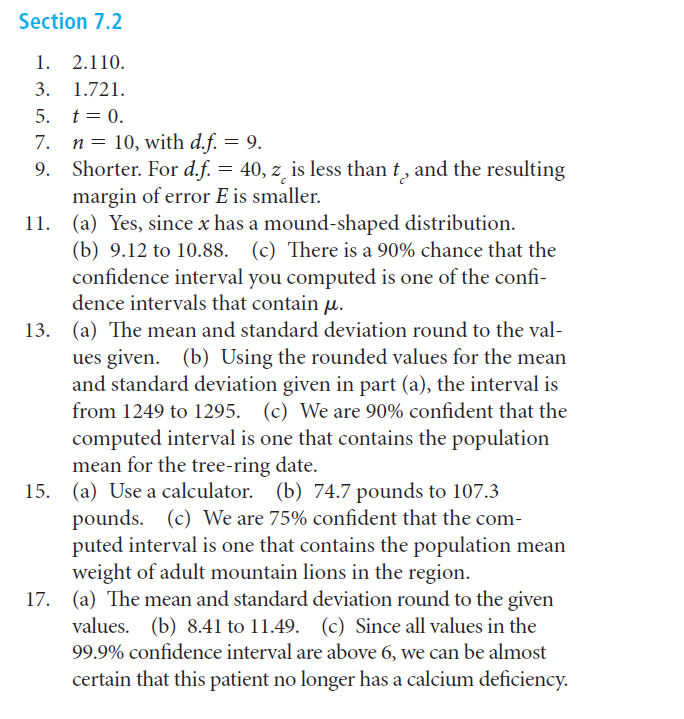 Section 7.2
1. 2.110.
3. 1.721.
5. t = 0.
7. n = 10, with d.f. = 9.
9. Shorter. For d.f. = 40, z_c is less than t_c, and the resulting
margin of error E is smaller.
11. (a) Yes, since x has a mound-shaped distribution.
(b) 9.12 to 10.88. (c) There is a 90% chance that the
confidence interval you computed is one of the confi-
dence intervals that contain μ.
13. (a) The mean and standard deviation round to the val-
ues given. (b) Using the rounded values for the mean
and standard deviation given in part (a), the interval is
from 1249 to 1295. (c) We are 90% confident that the
computed interval is one that contains the population
mean for the tree-ring date.
15. (a) Use a calculator. (b) 74.7 pounds to 107.3
pounds. (c) We are 75% confident that the com-
puted interval is one that contains the population mean
weight of adult mountain lions in the region.
17. (a) The mean and standard deviation round to the given
values. (b) 8.41 to 11.49. (c) Since all values in the
99.9% confidence interval are above 6, we can be almost
certain that this patient no longer has a calcium deficiency.